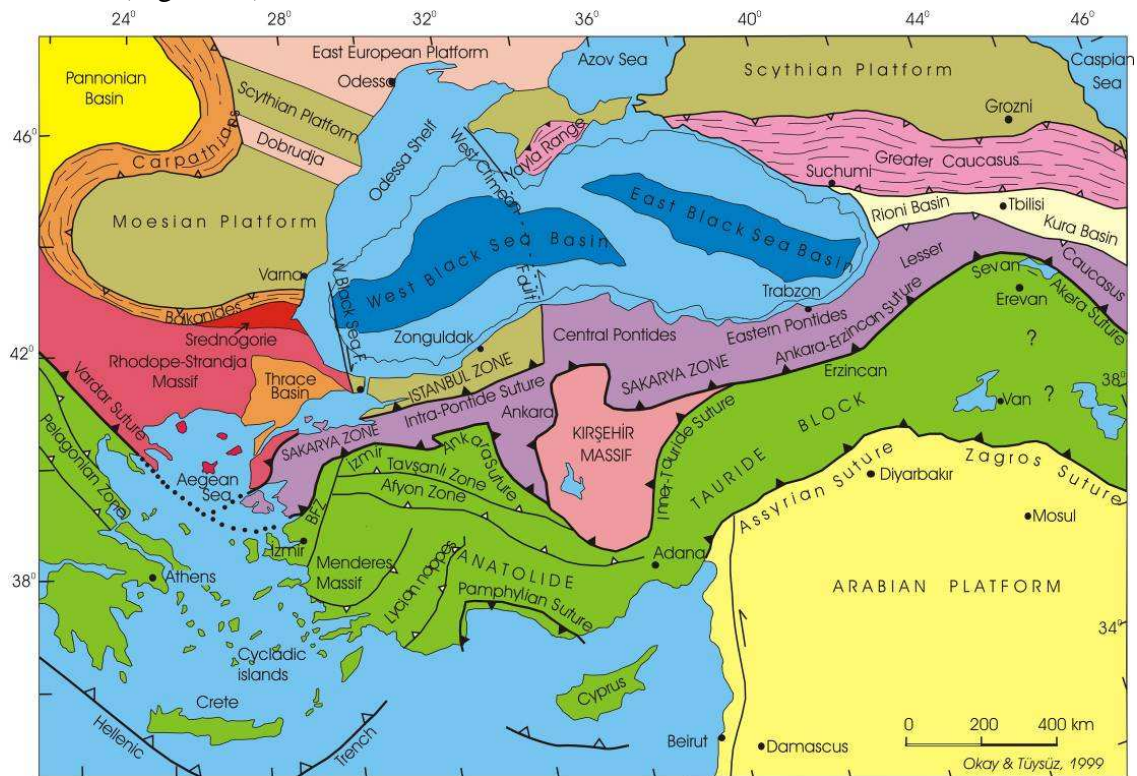 24°
28°
32°
36°
40°
44°
46°
East European Platform
Azov Sea
Scythian Platform
Caspian
Sea
Pannonian
Basin
Odessa
Scythian Platform
Grozni
46°
Dobrudja
Carpathians
Odessa Shelf
West Crimean Fault
Yayla Range
Greater Caucasus
Suchumi
Moesian Platform
East Black Sea Basin
Rioni Basin
Tbilisi
Kura Basin
West Black Sea Basin
Varna
W.Black Sea F.
Lesser
Caucasus
Sevan
Akera Suture
Trabzon
Erevan
Balkanides
Zonguldak
Central Pontides
Eastern Pontides
Ankara-Erzincan Suture
Srednogorie
?
42°
Rhodope-Strandja
Massif
İSTANBUL ZONE
SAKARYA ZONE
Erzincan
Thrace
Basin
Intra-Pontide Suture
38°
Vardar Suture
Ankara
Van
?
Pelagonian Zone
SAKARYA ZONE
KIRŞEHİR
MASSIF
Inner-Tauride Suture
TAURIDE BLOCK
İzmir
Ankara Suture
Aegean
Sea
Tavşanlı Zone
Assyrian Suture
Zagros Suture
Diyarbakır
BFZ
Afyon Zone
Mosul
İzmir
Adana
Menderes
Massif
ANATOLIDE
38°
Athens
Lycian nappes
Pamphylian Suture
ARABIAN PLATFORM
34°
Cycladic
islands
Crete
Cyprus
Hellenic
Trench
Beirut
Damascus
0 200 400 km
Okay & Tüysüz, 1999